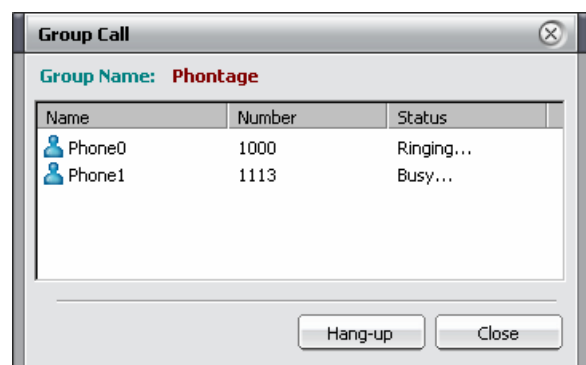 Group Call
Group Name: Phontage
Name Number Status
Phone0 1000 Ringing...
Phone1 1113 Busy...
Hang-up Close